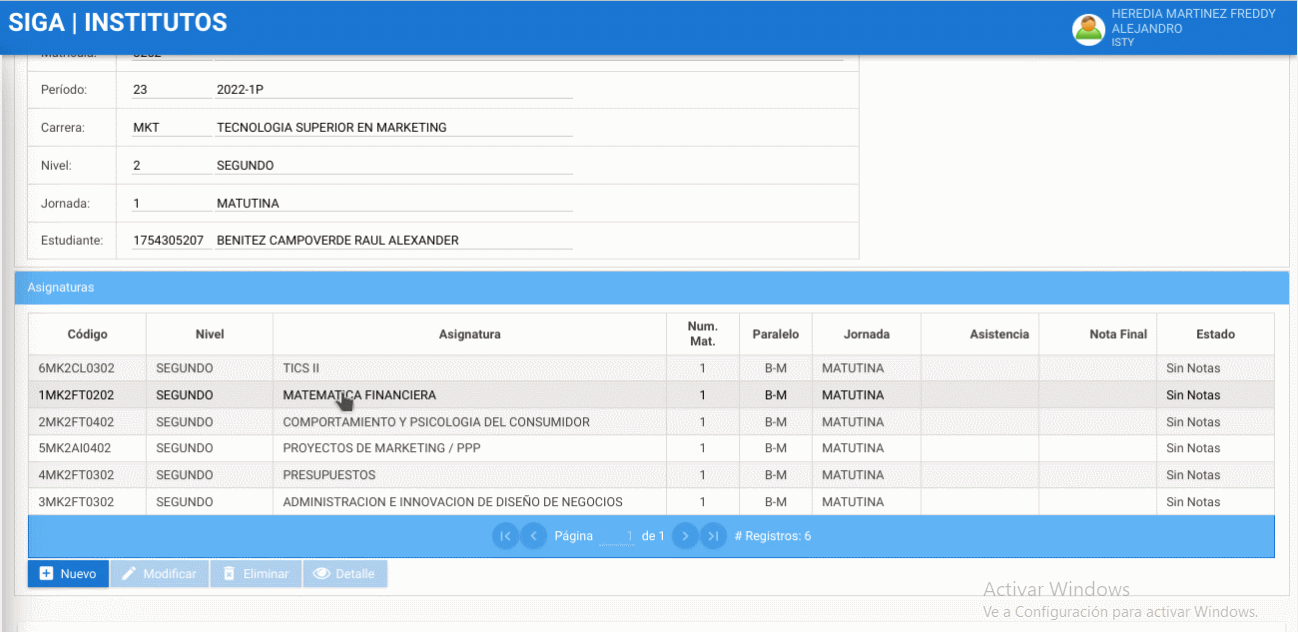 SIGA | INSTITUTOS
HEREDIA MARTINEZ FREDDY
ALEJANDRO
ISTY
Período: 23 2022-1P
Carrera: MKT TECNOLOGIA SUPERIOR EN MARKETING
Nivel: 2 SEGUNDO
Jornada: 1 MATUTINA
Estudiante: 1754305207 BENITEZ CAMPOVERDE RAUL ALEXANDER
Asignaturas
Código Nivel Asignatura Num. Mat. Paralelo Jornada Asistencia Nota Final Estado
6MK2CL0302 SEGUNDO TICS II 1 B-M MATUTINA Sin Notas
1MK2FT0202 SEGUNDO MATEMATICA FINANCIERA 1 B-M MATUTINA Sin Notas
2MK2FT0402 SEGUNDO COMPORTAMIENTO Y PSICOLOGIA DEL CONSUMIDOR 1 B-M MATUTINA Sin Notas
5MK2AI0402 SEGUNDO PROYECTOS DE MARKETING / PPP 1 B-M MATUTINA Sin Notas
4MK2FT0302 SEGUNDO PRESUPUESTOS 1 B-M MATUTINA Sin Notas
3MK2FT0302 SEGUNDO ADMINISTRACION E INNOVACION DE DISEÑO DE NEGOCIOS 1 B-M MATUTINA Sin Notas
Página 1 de 1 # Registros: 6
Nuevo Modificar Eliminar Detalle
Activar Windows
Ve a Configuración para activar Windows.